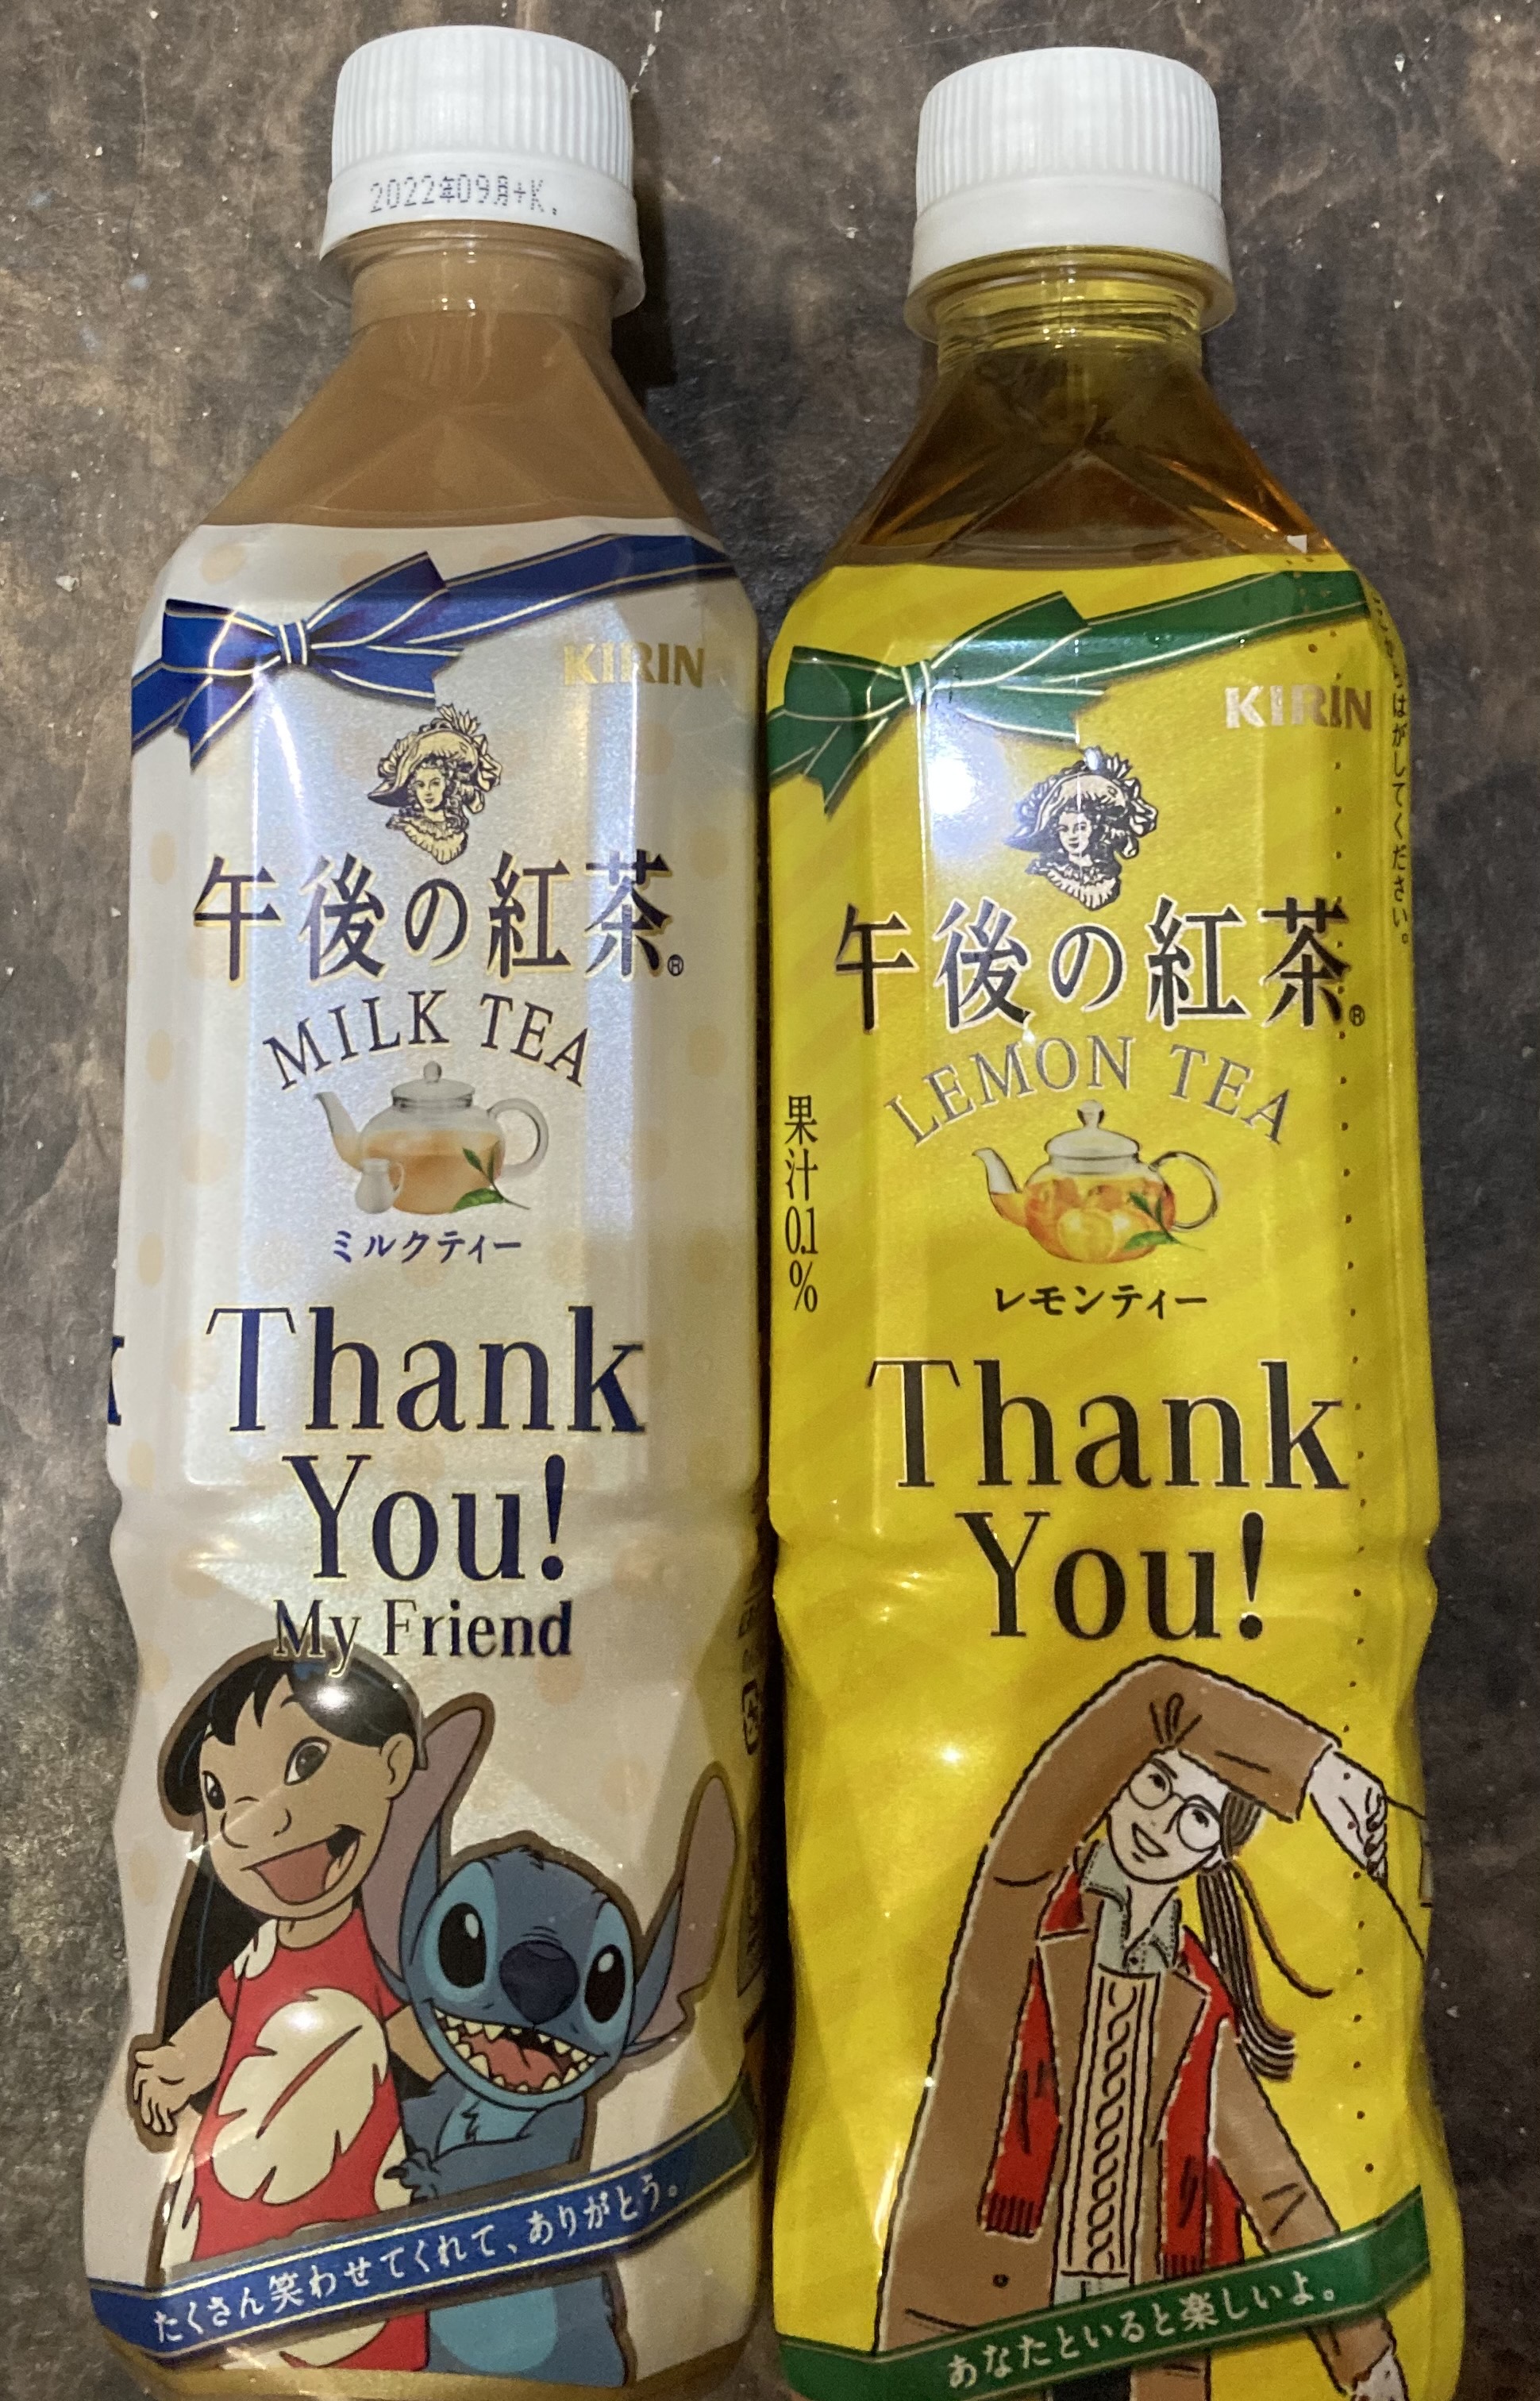 2022年09月+K.
KIRIN
午後の紅茶®
MILK TEA
ミルクティー
Thank
You!
My Friend
たくさん笑わせてくれて、ありがとう。
KIRIN
午後の紅茶®
LEMON TEA
果汁0.1%
レモンティー
Thank
You!
あなたといると楽しいよ。
はがしてください。
k